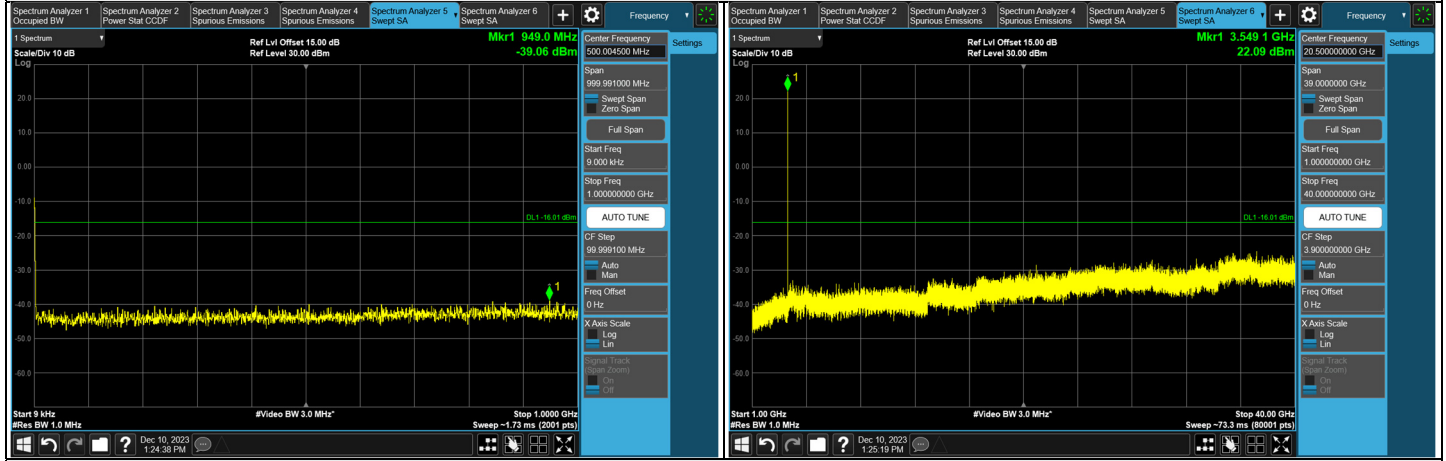 Spectrum Analyzer 1
Occupied BW
Spectrum Analyzer 2
Power Stat CCDF
Spectrum Analyzer 3
Spurious Emissions
Spectrum Analyzer 4
Spurious Emissions
Spectrum Analyzer 5
Swept SA
Spectrum Analyzer 6
Swept SA
+
Frequency
1 Spectrum
Scale/Div 10 dB
Log
Ref Lvl Offset 15.00 dB
Ref Level 30.00 dBm
Mkr1 949.0 MHz
-39.06 dBm
1
20.0
10.0
0.00
-10.0
DL1 -16.01 dBm
-20.0
-30.0
-40.0
-50.0
-60.0
Start 9 kHz
#Res BW 1.0 MHz
#Video BW 3.0 MHz*
Stop 1.0000 GHz
Sweep ~1.73 ms (2001 pts)
Center Frequency
500.004500 MHz
Settings
Span
999.991000 MHz
Swept Span
Zero Span
Full Span
Start Freq
9.000 kHz
Stop Freq
1.000000000 GHz
AUTO TUNE
CF Step
99.999100 MHz
Auto
Man
Freq Offset
0 Hz
X Axis Scale
Log
Lin
Signal Track
(Span Zoom)
On
Off
?
Dec 10, 2023
1:24:38 PM
Spectrum Analyzer 1
Occupied BW
Spectrum Analyzer 2
Power Stat CCDF
Spectrum Analyzer 3
Spurious Emissions
Spectrum Analyzer 4
Spurious Emissions
Spectrum Analyzer 5
Swept SA
Spectrum Analyzer 6
Swept SA
+
Frequency
1 Spectrum
Scale/Div 10 dB
Log
Ref Lvl Offset 15.00 dB
Ref Level 30.00 dBm
Mkr1 3.549 1 GHz
22.09 dBm
1
20.0
10.0
0.00
-10.0
DL1 -16.01 dBm
-20.0
-30.0
-40.0
-50.0
-60.0
Start 1.00 GHz
#Res BW 1.0 MHz
#Video BW 3.0 MHz*
Stop 40.00 GHz
Sweep ~73.3 ms (80001 pts)
Center Frequency
20.50000000 GHz
Settings
Span
39.0000000 GHz
Swept Span
Zero Span
Full Span
Start Freq
1.000000000 GHz
Stop Freq
40.000000000 GHz
AUTO TUNE
CF Step
3.900000000 GHz
Auto
Man
Freq Offset
0 Hz
X Axis Scale
Log
Lin
Signal Track
(Span Zoom)
On
Off
?
Dec 10, 2023
1:25:19 PM